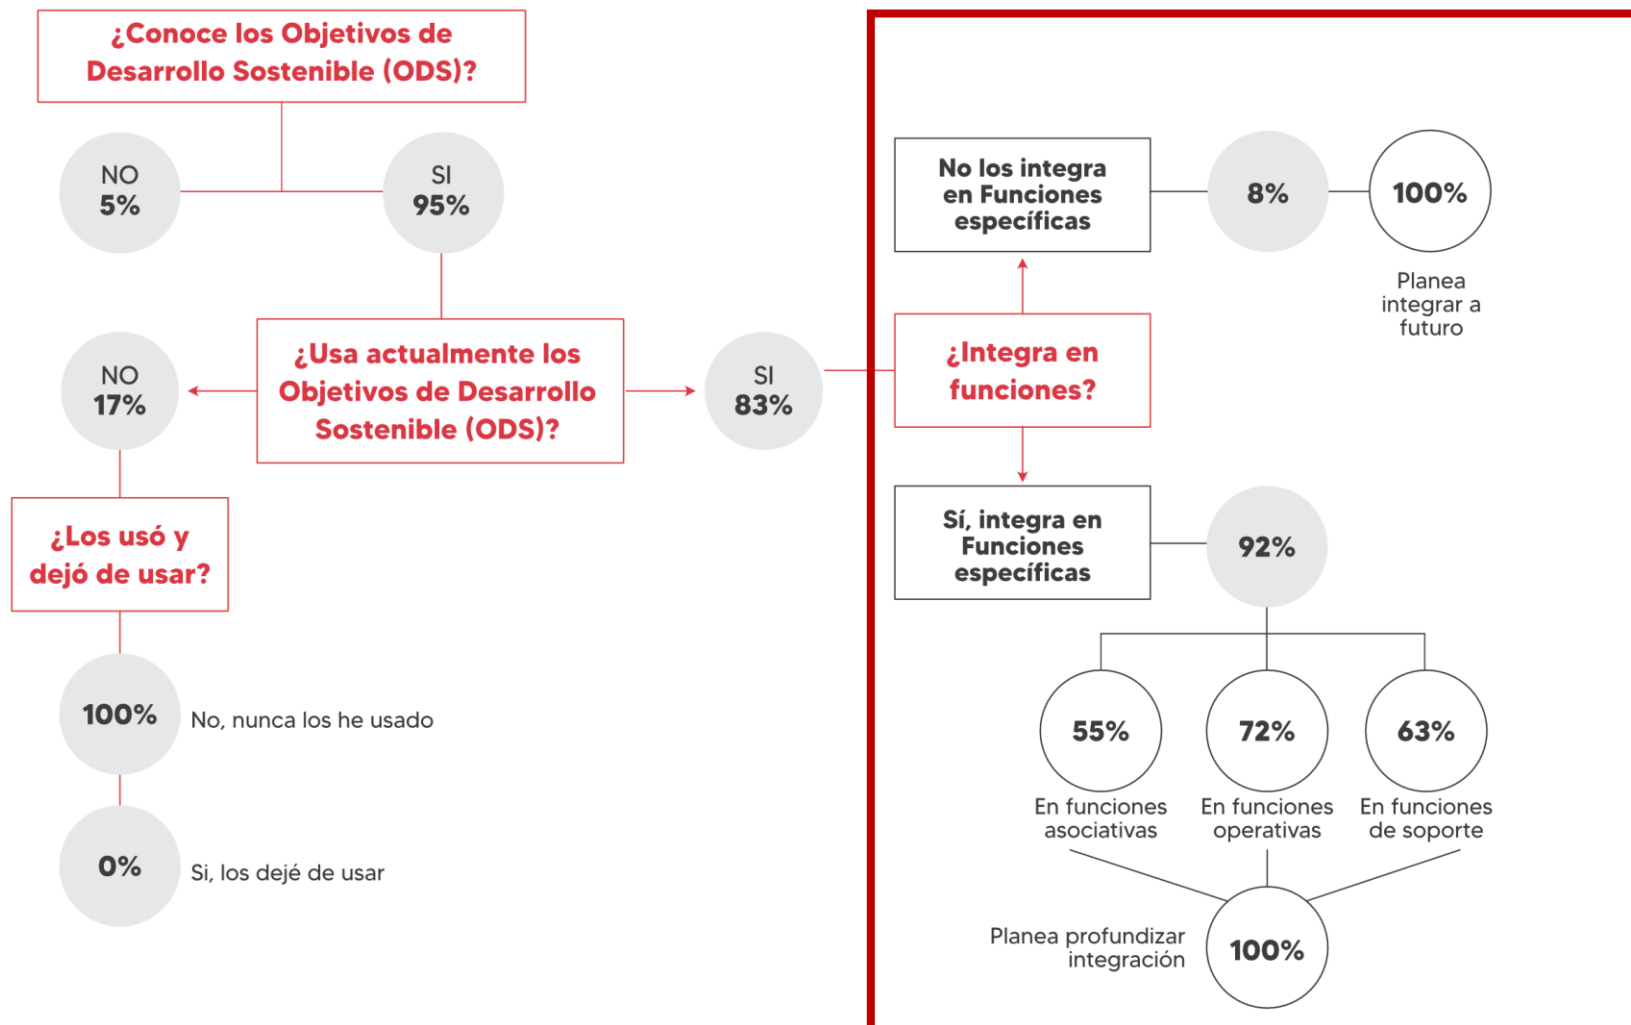 ¿Conoce los Objetivos de
Desarrollo Sostenible (ODS)?
NO
5%
SI
95%
¿Usa actualmente los
Objetivos de Desarrollo
Sostenible (ODS)?
NO
17%
SI
83%
¿Los usó y
dejó de usar?
100%
No, nunca los he usado
0%
Si, los dejé de usar
No los integra
en Funciones
específicas
8%
100%
Planea
integrar a
futuro
¿Integra en
funciones?
Sí, integra en
Funciones
específicas
92%
55%
En funciones
asociativas
72%
En funciones
operativas
63%
En funciones
de soporte
Planea profundizar
integración
100%